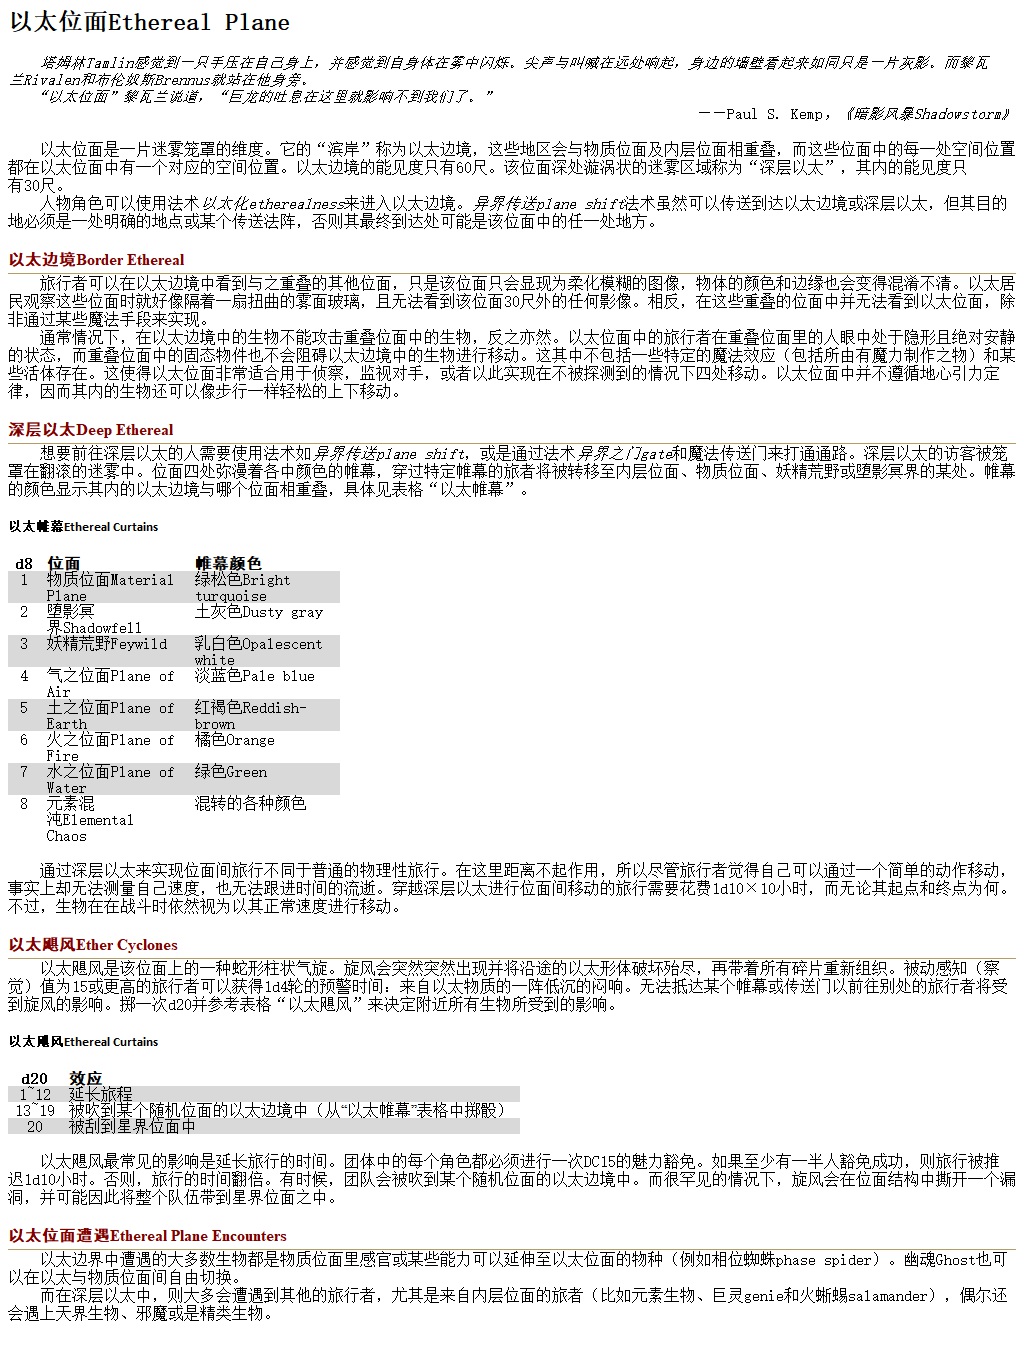 以太位面Ethereal Plane
塔姆林Tamlin感觉到一只手压在自己身上，并感觉到自身体在雾中闪烁。尖声与叫喊在远处响起，身边的墙壁看起来如同只是一片灰影。而黎瓦
兰Rivalen和布伦奴斯Brennus就站在他身旁。
“以太位面”黎瓦兰说道，“巨龙的吐息在这里就影响不到我们了。”
——Paul S. Kemp，《暗影风暴Shadowstorm》
以太位面是一片迷雾笼罩的维度。它的“滨岸”称为以太边境，这些地区会与物质位面及内层位面相重叠，而这些位面中的每一处空间位置
都在以太位面中有一个对应的空间位置。以太边境的能见度只有60尺。该位面深处漩涡状的迷雾区域称为“深层以太”，其内的能见度只
有30尺。
人物角色可以使用法术以太化etherealness来进入以太边境。异界传送plane shift法术虽然可以传送到达以太边境或深层以太，但其目的
地必须是一处明确的地点或某个传送法阵，否则其最终到达处可能是该位面中的任一处地方。
以太边境Border Ethereal
旅行者可以在以太边境中看到与之重叠的其他位面，只是该位面只会显现为柔化模糊的图像，物体的颜色和边缘也会变得混淆不清。以太居
民观察这些位面时就好像隔着一扇扭曲的雾面玻璃，且无法看到该位面30尺外的任何影像。相反，在这些重叠的位面中并无法看到以太位面，除
非通过某些魔法手段来实现。
通常情况下，在以太边境中的生物不能攻击重叠位面中的生物，反之亦然。以太位面中的旅行者在重叠位面里的人眼中处于隐形且绝对安静
的状态，而重叠位面中的固态物件也不会阻碍以太边境中的生物进行移动。这其中不包括一些特定的魔法效应（包括所由有魔力制作之物）和某
些活体存在。这使得以太位面非常适合用于侦察，监视对手，或者以此实现在不被探测到的情况下四处移动。以太位面中并不遵循地心引力定
律，因而其内的生物还可以像步行一样轻松的上下移动。
深层以太Deep Ethereal
想要前往深层以太的人需要使用法术如异界传送plane shift，或是通过法术异界之门gate和魔法传送门来打通通路。深层以太的访客被笼
罩在翻滚的迷雾中。位面四处弥漫着各中颜色的帷幕，穿过特定帷幕的旅者将被转移至内层位面、物质位面、妖精荒野或堕影冥界的某处。帷幕
的颜色显示其内的以太边境与哪个位面相重叠，具体见表格“以太帷幕”。
以太帷幕Ethereal Curtains
d8 位面 帷幕颜色
1 物质位面Material Plane 绿松色Bright turquoise
2 堕影冥界Shadowfell 土灰色Dusty gray
3 妖精荒野Feywild 乳白色Opalescent white
4 气之位面Plane of Air 淡蓝色Pale blue
5 土之位面Plane of Earth 红褐色Reddish-brown
6 火之位面Plane of Fire 橘色Orange
7 水之位面Plane of Water 绿色Green
8 元素混沌Elemental Chaos 混转的各种颜色
通过深层以太来实现位面间旅行不同于普通的物理性旅行。在这里距离不起作用，所以尽管旅行者觉得自己可以通过一个简单的动作移动，
事实上却无法测量自己速度，也无法跟进时间的流逝。穿越深层以太进行位面间移动的旅行需要花费1d10×10小时，而无论其起点和终点为何。
不过，生物在在战斗时依然视为以其正常速度进行移动。
以太飓风Ether Cyclones
以太飓风是该位面上的一种蛇形柱状气旋。旋风会突然突然出现并将沿途的以太形体破坏殆尽，再带着所有碎片重新组织。被动感知（察
觉）值为15或更高的旅行者可以获得1d4轮的预警时间：来自以太物质的一阵低沉的闷响。无法抵达某个帷幕或传送门以前往别处的旅行者将受
到旋风的影响。掷一次d20并参考表格“以太飓风”来决定附近所有生物所受到的影响。
以太飓风Ethereal Curtains
d20 效应
1~12 延长旅程
13~19 被吹到某个随机位面的以太边境中（从“以太帷幕”表格中掷骰）
20 被刮到星界位面中
以太飓风最常见的影响是延长旅行的时间。团体中的每个角色都必须进行一次DC15的魅力豁免。如果至少有一半人豁免成功，则旅行被推
迟1d10小时。否则，旅行的时间翻倍。有时候，团队会被吹到某个随机位面的以太边境中。而很罕见的情况下，旋风会在位面结构中撕开一个漏
洞，并可能因此将整个队伍带到星界位面之中。
以太位面遭遇Ethereal Plane Encounters
以太边界中遭遇的大多数生物都是物质位面里感官或某些能力可以延伸至以太位面的物种（例如相位蜘蛛phase spider）。幽魂Ghost也可
以在以太与物质位面间自由切换。
而在深层以太中，则大多会遭遇到其他的旅行者，尤其是来自内层位面的旅者（比如元素生物、巨灵genie和火蜥蜴salamander），偶尔还
会遇上天界生物、邪魔或是精类生物。